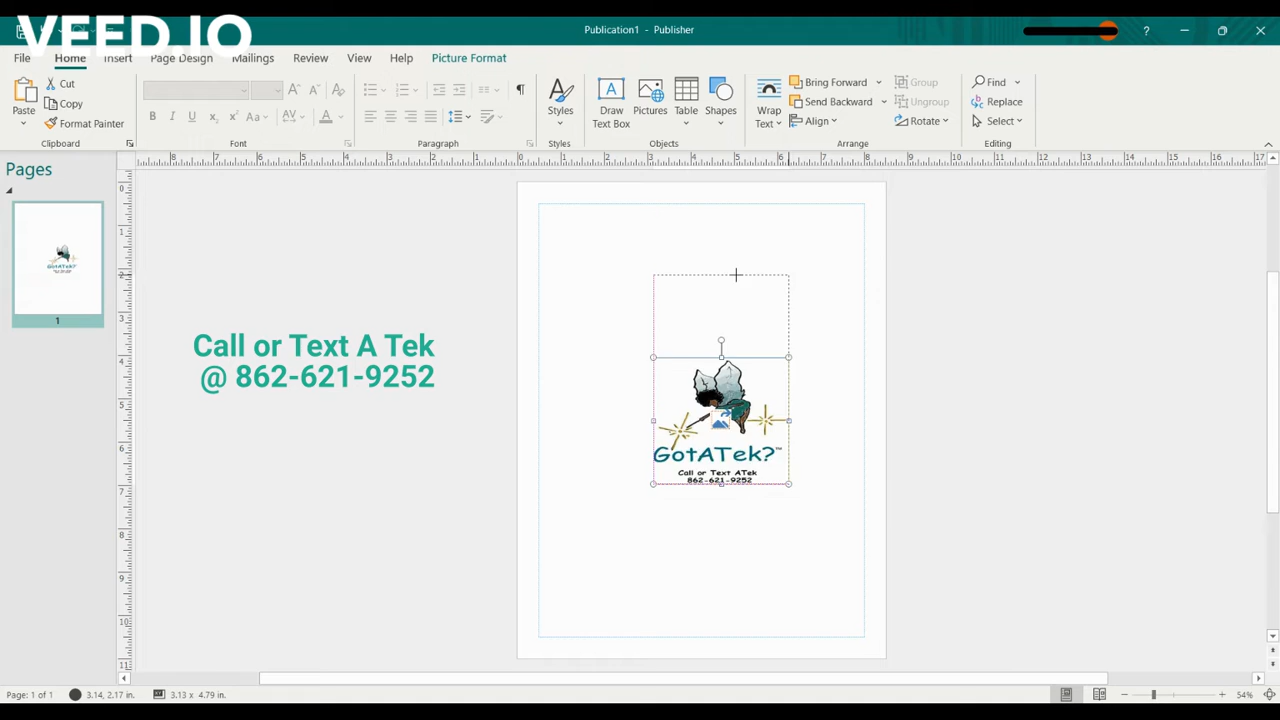 VEED.IO
Publication1 - Publisher
File Home Insert Page Design Mailings Review View Help Picture Format
Paste
Cut
Copy
Format Painter
Clipboard
Font
Paragraph
Styles
Styles
Draw Text Box
Pictures
Table
Shapes
Objects
Wrap Text
Bring Forward
Send Backward
Align
Group
Ungroup
Rotate
Arrange
Find
Replace
Select
Editing
Pages
1
Call or Text A Tek
@ 862-621-9252
GotATek?™
Call or Text ATek
862-621-9252
Page: 1 of 1 3.14, 2.17 in. 3.13 x 4.79 in. 54%